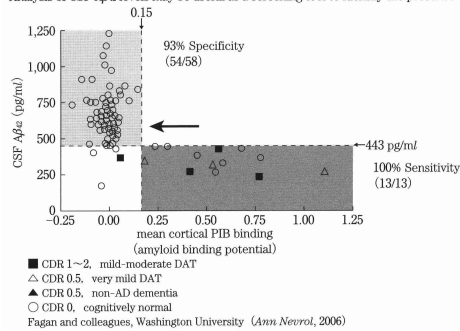 0.15
93% Specificity
(54/58)
1,250
1,000
750
500
250
0
CSF Aβ₄₂ (pg/ml)
443 pg/ml
100% Sensitivity
(13/13)
-0.25 0.00 0.25 0.50 0.75 1.00 1.25
mean cortical PIB binding
(amyloid binding potential)
■ CDR 1~2, mild-moderate DAT
△ CDR 0.5, very mild DAT
▲ CDR 0.5, non-AD dementia
○ CDR 0, cognitively normal
Fagan and colleagues, Washington University (Ann Nevrol, 2006)